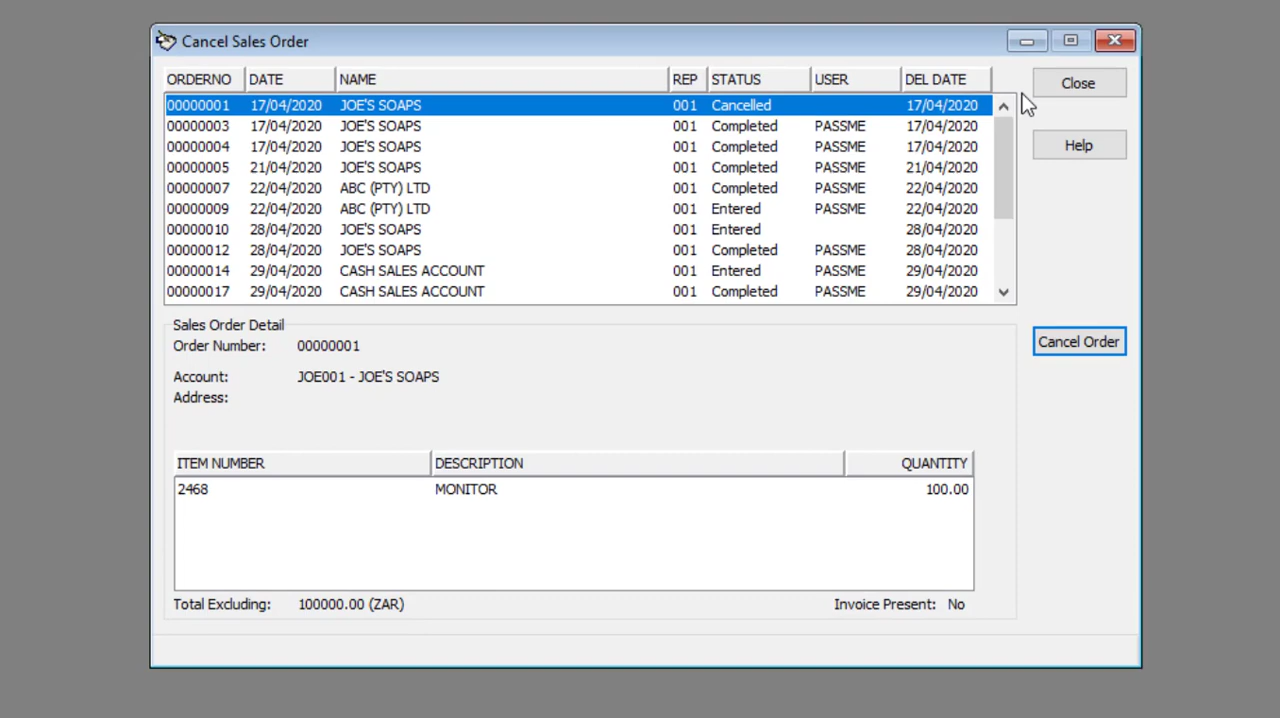 Cancel Sales Order
ORDERNO DATE NAME REP STATUS USER DEL DATE
Close
00000001 17/04/2020 JOE'S SOAPS 001 Cancelled 17/04/2020
00000003 17/04/2020 JOE'S SOAPS 001 Completed PASSME 17/04/2020
00000004 17/04/2020 JOE'S SOAPS 001 Completed PASSME 17/04/2020
Help
00000005 21/04/2020 JOE'S SOAPS 001 Completed PASSME 21/04/2020
00000007 22/04/2020 ABC (PTY) LTD 001 Completed PASSME 22/04/2020
00000009 22/04/2020 ABC (PTY) LTD 001 Entered PASSME 22/04/2020
00000010 28/04/2020 JOE'S SOAPS 001 Entered 28/04/2020
00000012 28/04/2020 JOE'S SOAPS 001 Completed PASSME 28/04/2020
00000014 29/04/2020 CASH SALES ACCOUNT 001 Entered PASSME 29/04/2020
00000017 29/04/2020 CASH SALES ACCOUNT 001 Completed PASSME 29/04/2020
Sales Order Detail
Order Number: 00000001
Cancel Order
Account: JOE001 - JOE'S SOAPS
Address:
ITEM NUMBER DESCRIPTION QUANTITY
2468 MONITOR 100.00
Total Excluding: 100000.00 (ZAR) Invoice Present: No